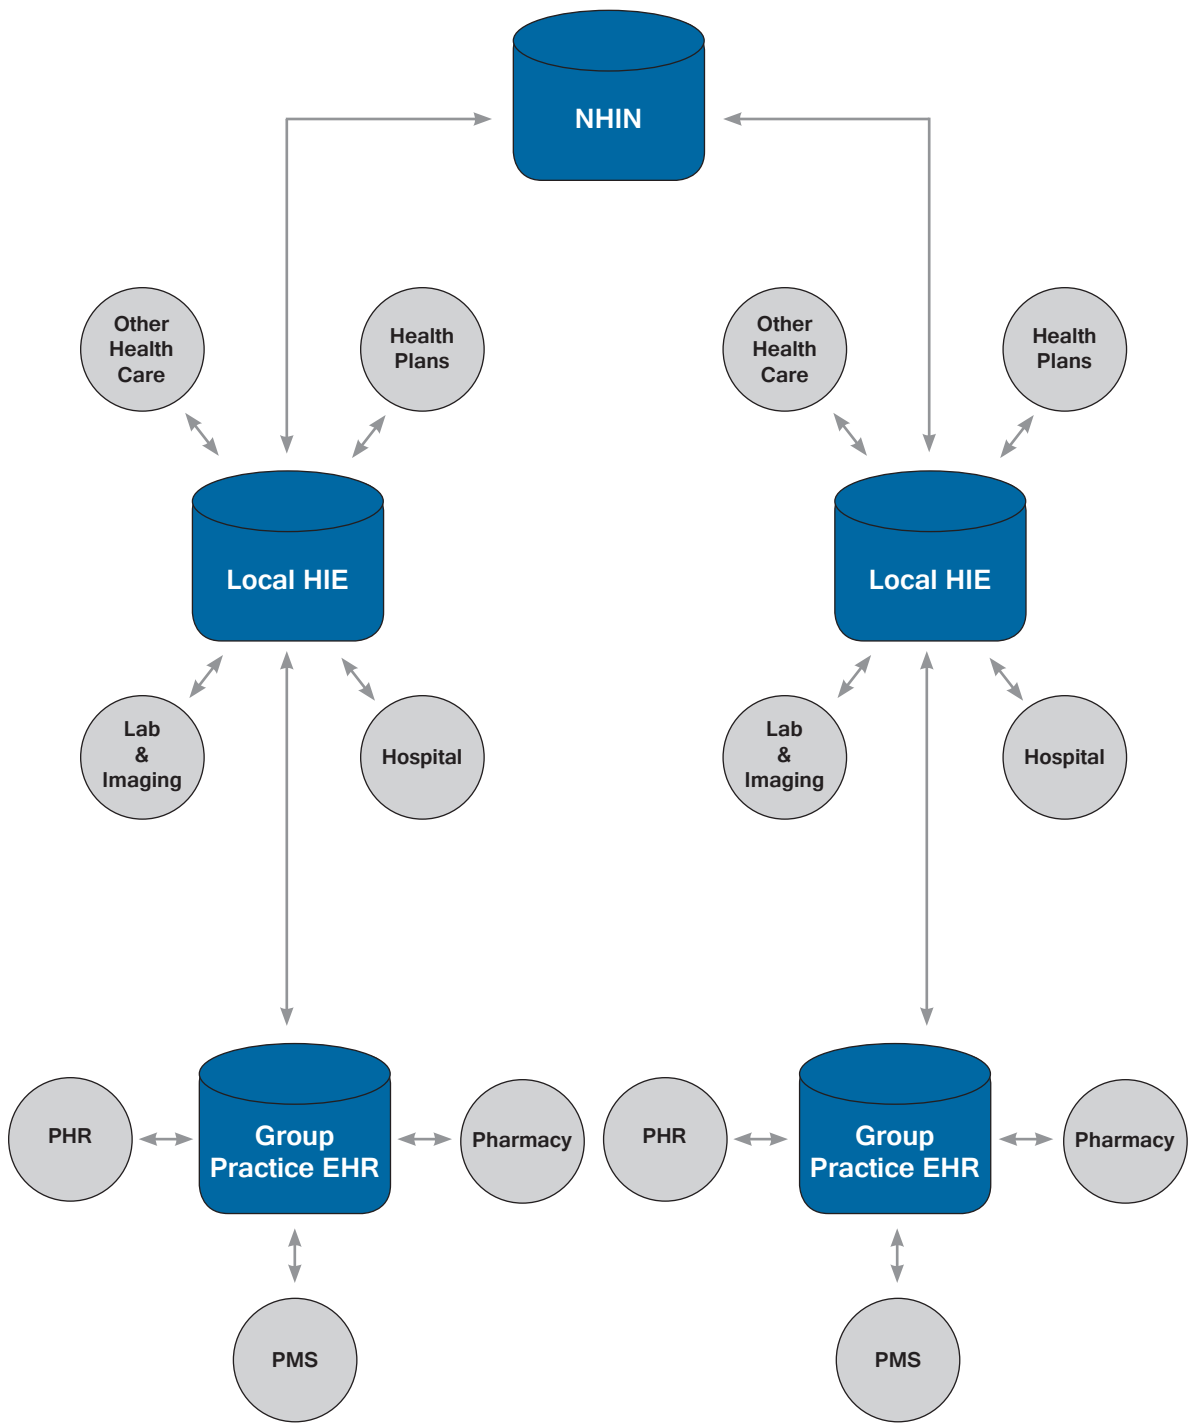 NHIN
Other
Health
Care
Health
Plans
Other
Health
Care
Health
Plans
Local HIE
Local HIE
Lab
&
Imaging
Hospital
Lab
&
Imaging
Hospital
PHR
Group
Practice EHR
Pharmacy
PHR
Group
Practice EHR
Pharmacy
PMS
PMS